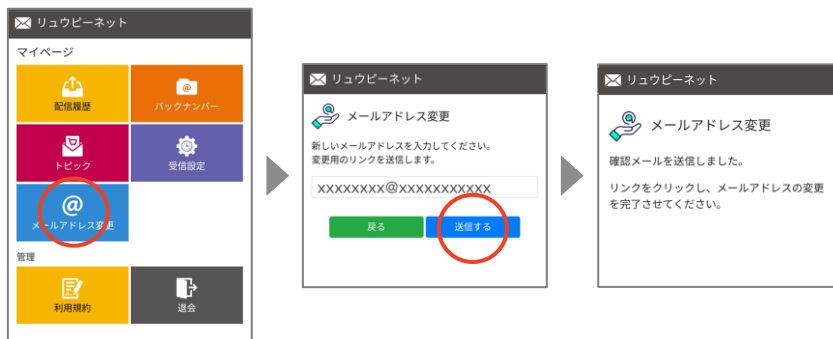 リュウピーネット
マイページ
配信履歴
@
バックナンバー
トピック
受信設定
@
メールアドレス変更
管理
利用規約
退会
リュウピーネット
@
メールアドレス変更
新しいメールアドレスを入力してください。
変更用のリンクを送信します。
xxxxxxxx@xxxxxxxxxxx
戻る
送信する
リュウピーネット
@
メールアドレス変更
確認メールを送信しました。
リンクをクリックし、メールアドレスの変更
を完了させてください。